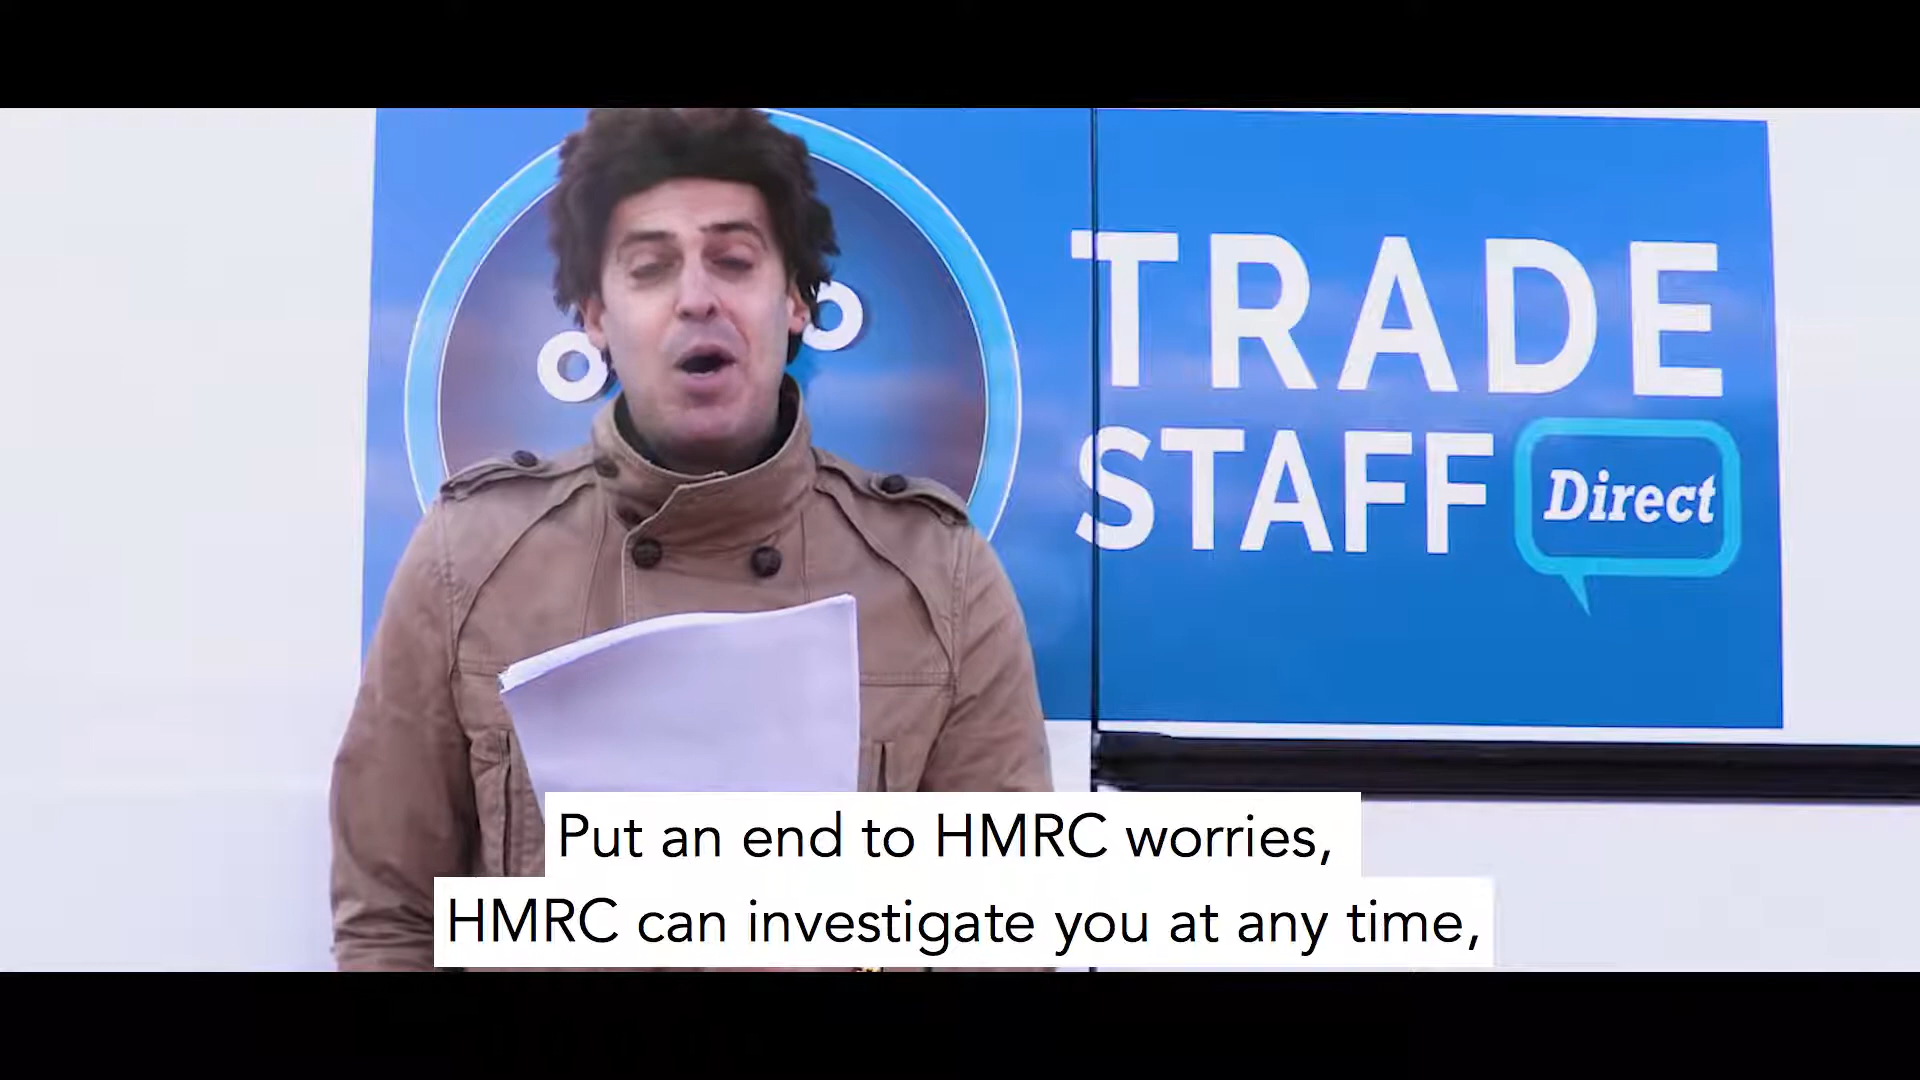 TRADE
STAFF Direct
Put an end to HMRC worries,
HMRC can investigate you at any time,